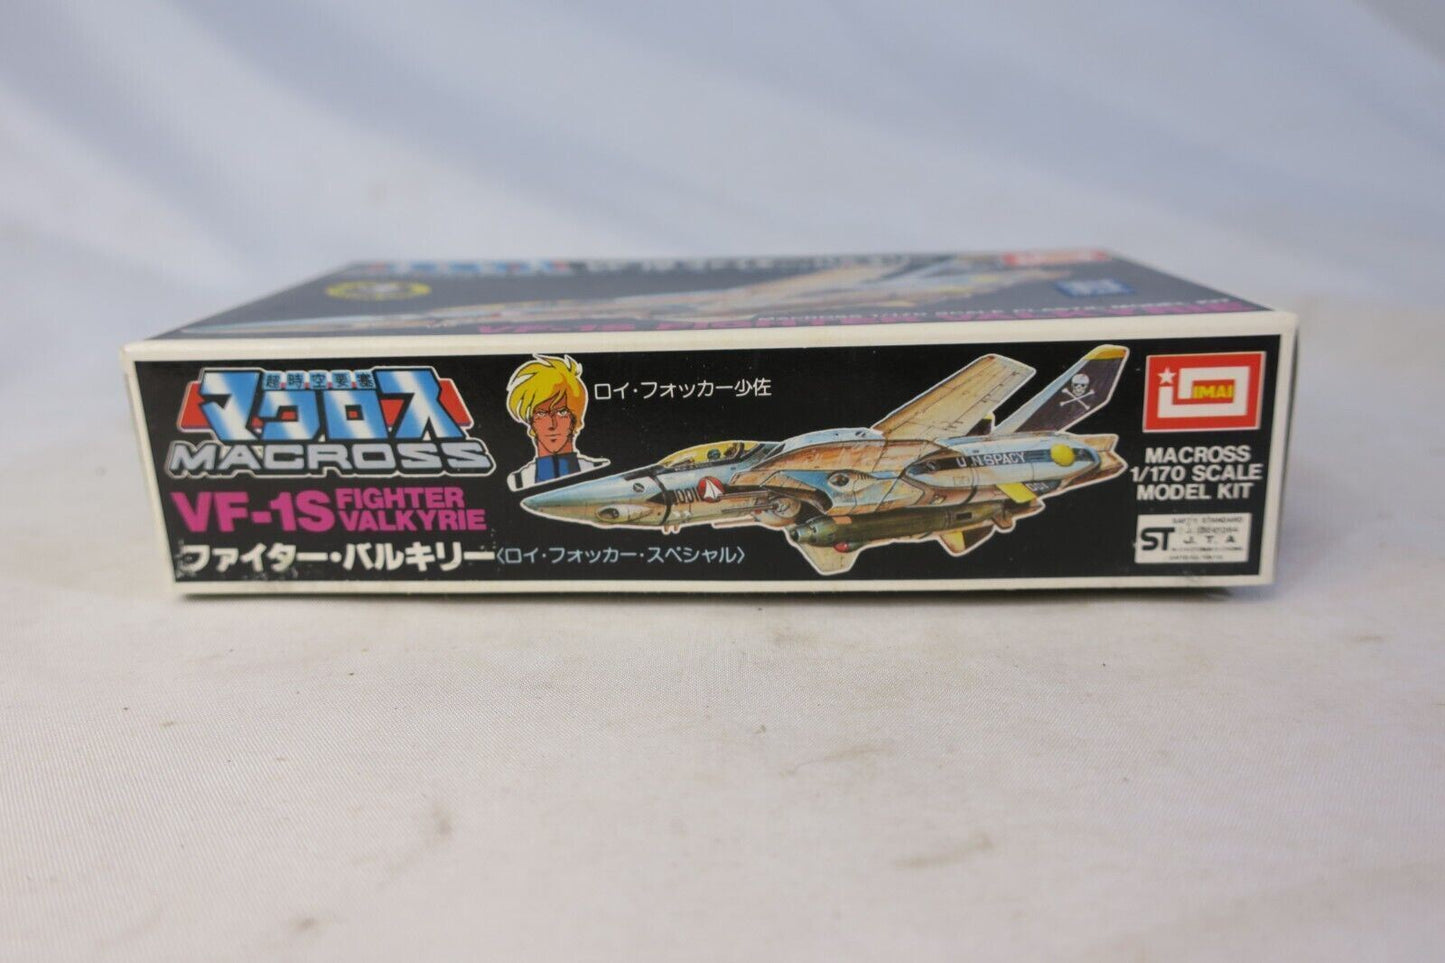 超時空要塞
マクロス
MACROSS
VF-1S FIGHTER VALKYRIE
ファイター・バルキリー〈ロイ・フォッカー・スペシャル〉
ロイ・フォッカー少佐
001
U.N.SPACY
IMAI
MACROSS
1/170 SCALE
MODEL KIT
ST
SAFETY STANDARD
J. T. A